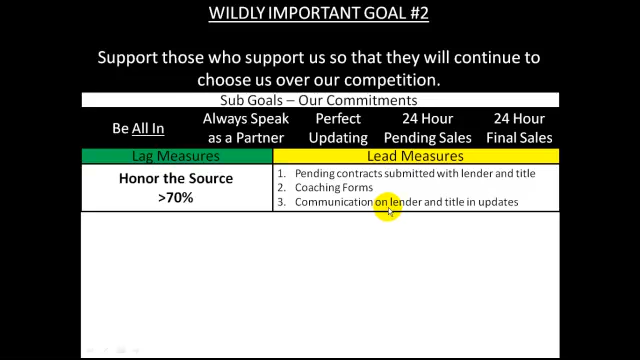 WILDLY IMPORTANT GOAL #2
Support those who support us so that they will continue to
choose us over our competition.
Sub Goals – Our Commitments
Be All In
Always Speak
as a Partner
Perfect
Updating
24 Hour
Pending Sales
24 Hour
Final Sales
Lag Measures
Lead Measures
Honor the Source
>70%
1. Pending contracts submitted with lender and title
2. Coaching Forms
3. Communication on lender and title in updates